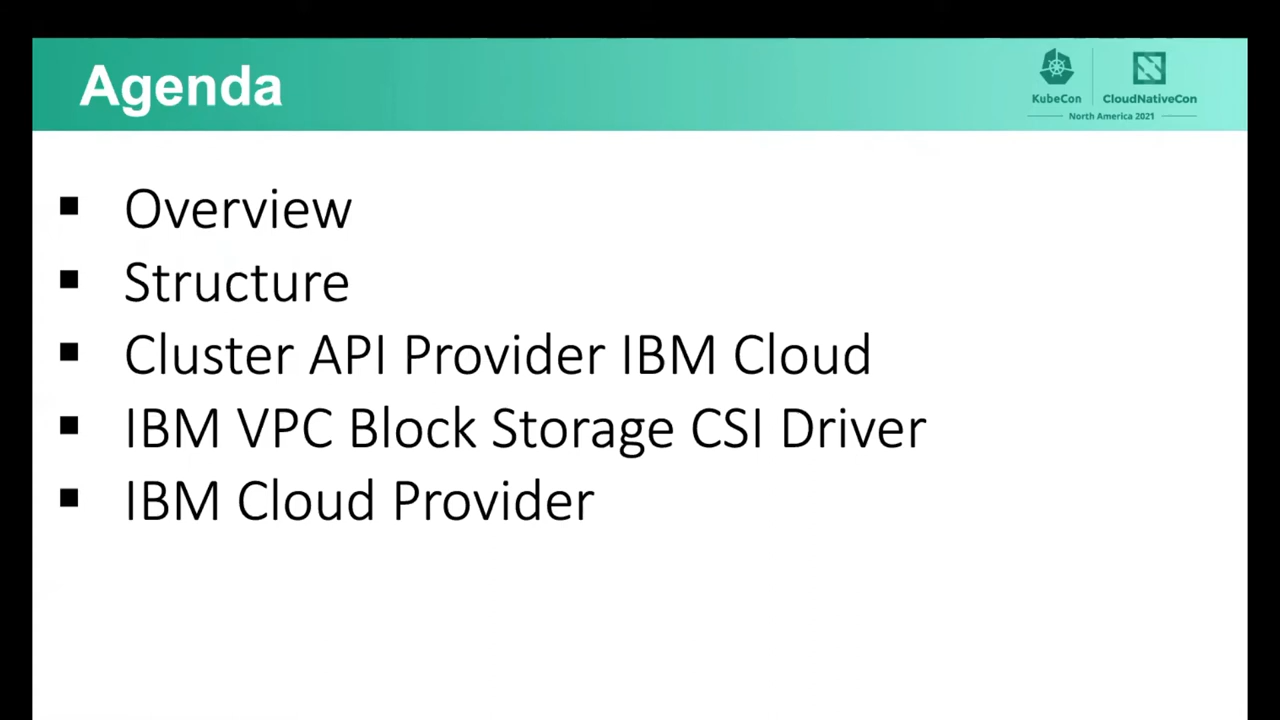 Agenda
KubeCon
CloudNativeCon
North America 2021
Overview
Structure
Cluster API Provider IBM Cloud
IBM VPC Block Storage CSI Driver
IBM Cloud Provider